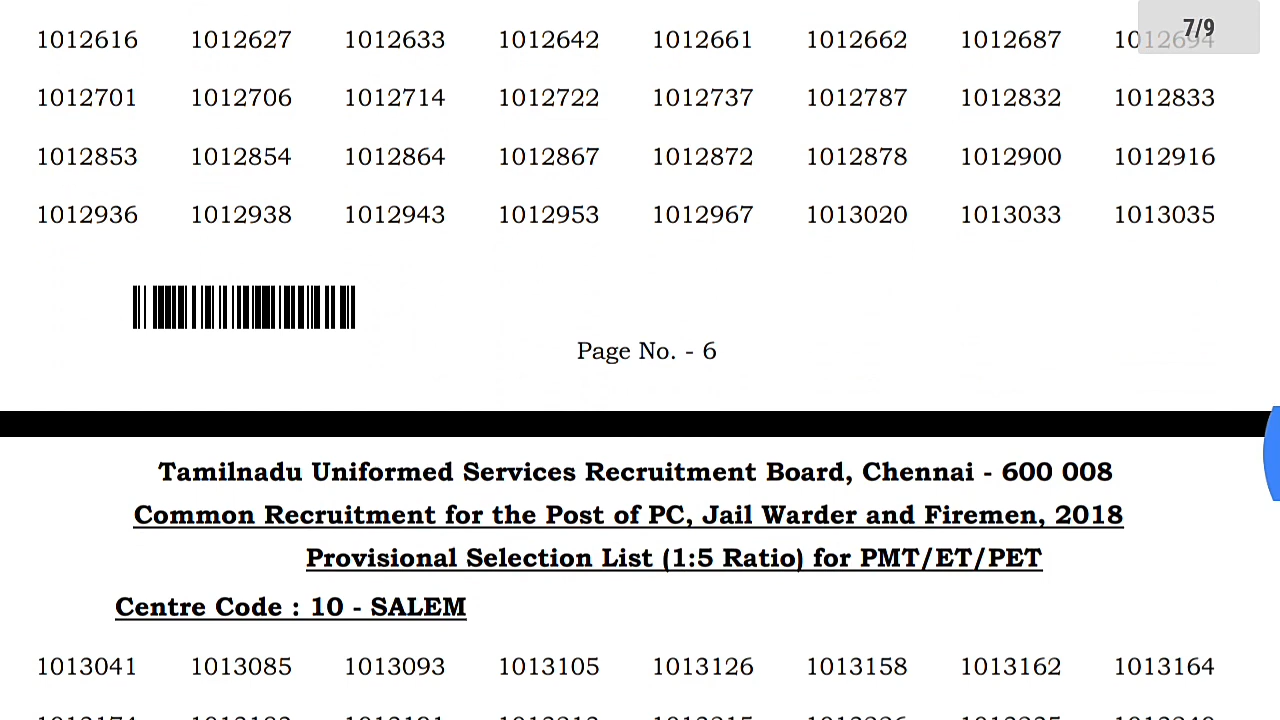 7/9
1012616 1012627 1012633 1012642 1012661 1012662 1012687 1012694
1012701 1012706 1012714 1012722 1012737 1012787 1012832 1012833
1012853 1012854 1012864 1012867 1012872 1012878 1012900 1012916
1012936 1012938 1012943 1012953 1012967 1013020 1013033 1013035
Page No. - 6
Tamilnadu Uniformed Services Recruitment Board, Chennai - 600 008
Common Recruitment for the Post of PC, Jail Warder and Firemen, 2018
Provisional Selection List (1:5 Ratio) for PMT/ET/PET
Centre Code : 10 - SALEM
1013041 1013085 1013093 1013105 1013126 1013158 1013162 1013164